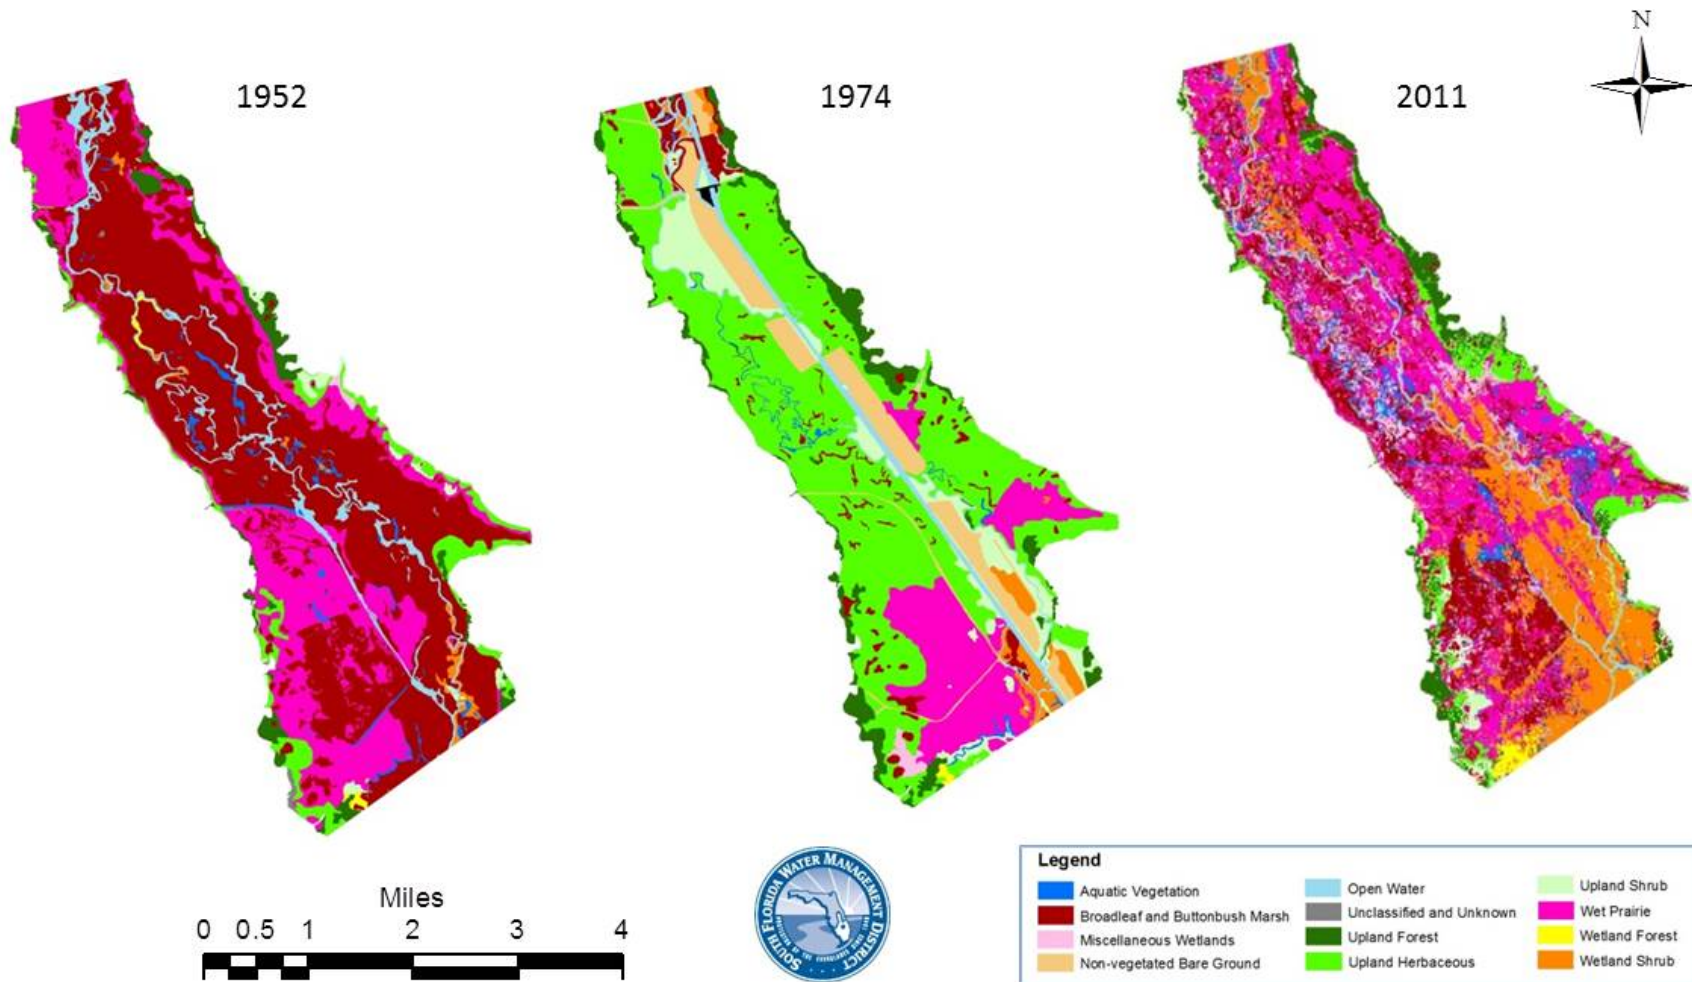 N
1952
1974
2011
Miles
0 0.5 1 2 3 4
SOUTH FLORIDA WATER MANAGEMENT DISTRICT
Legend
Aquatic Vegetation
Broadleaf and Buttonbush Marsh
Miscellaneous Wetlands
Non-vegetated Bare Ground
Open Water
Unclassified and Unknown
Upland Forest
Upland Herbaceous
Upland Shrub
Wet Prairie
Wetland Forest
Wetland Shrub